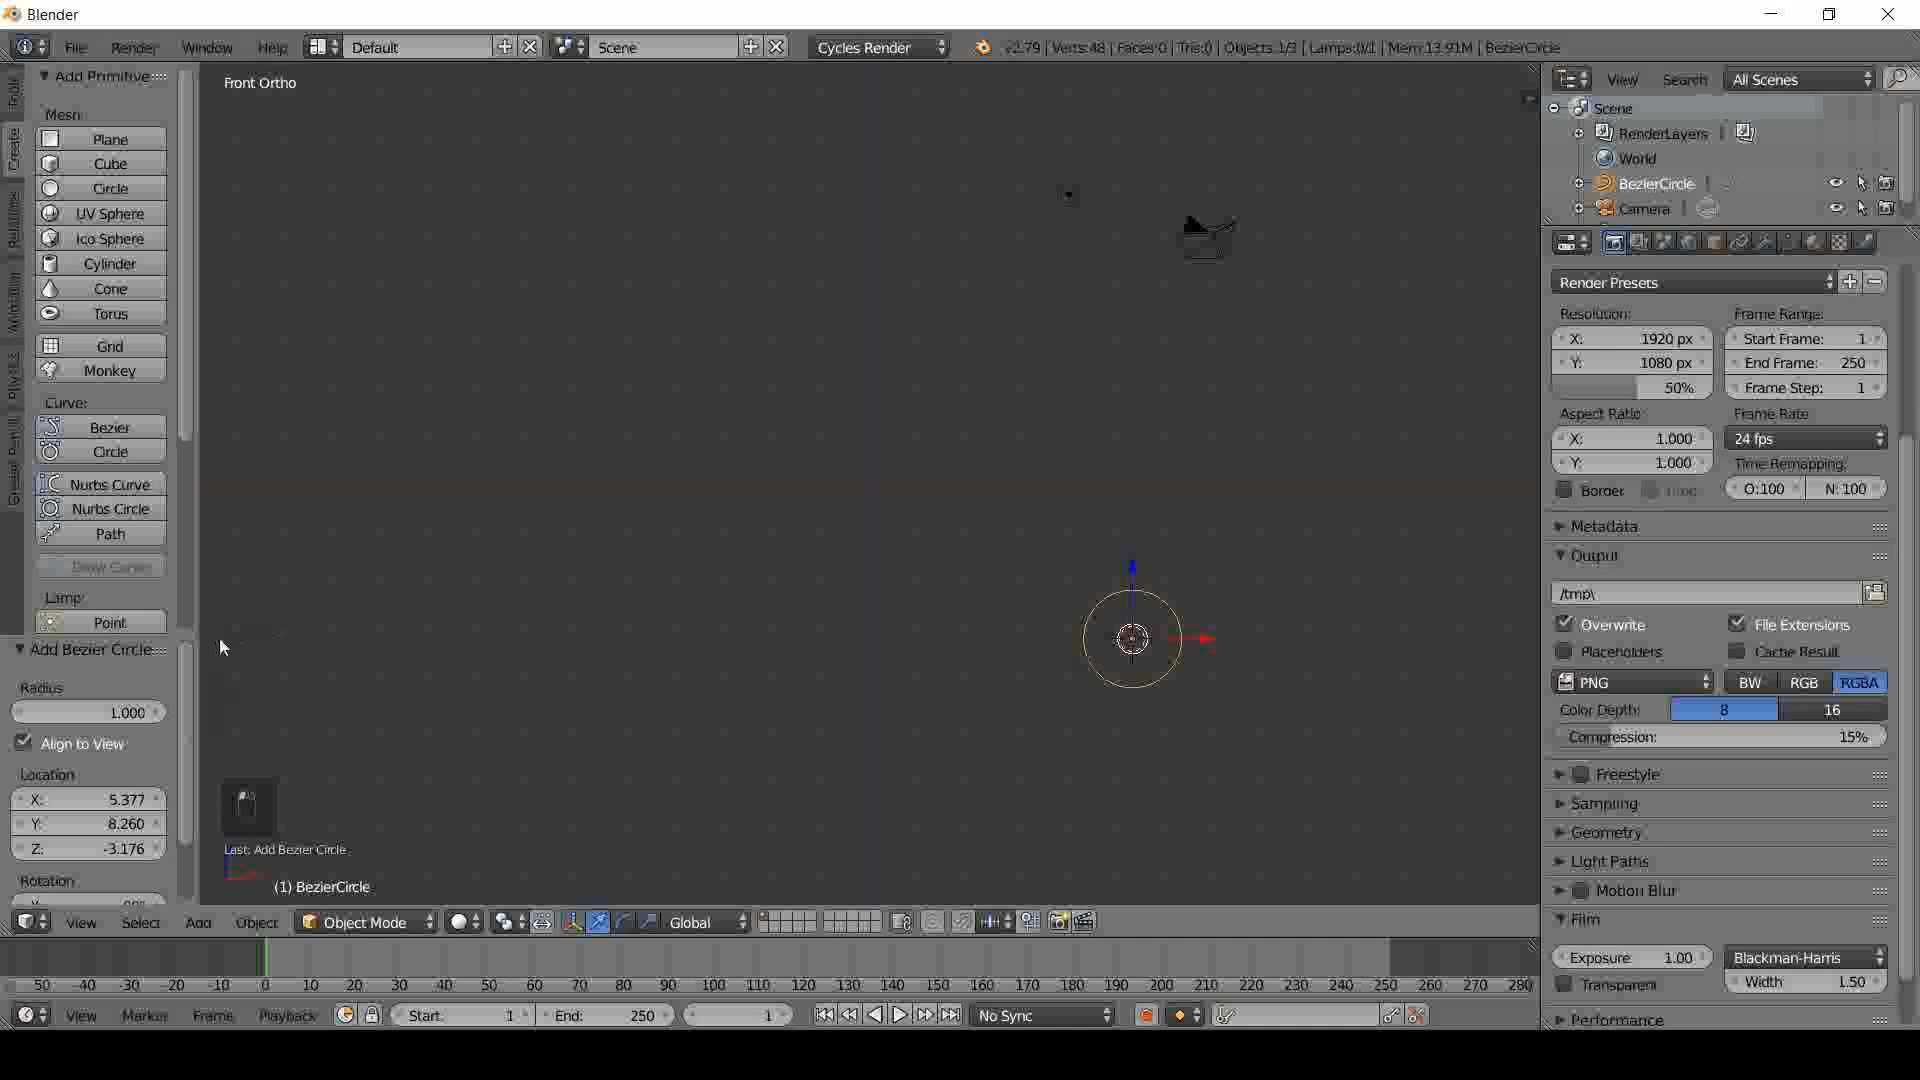 Blender
File Render Window Help Default Scene Cycles Render v2.79 | Verts:48 | Faces:0 | Tris:0 | Objects:1/3 | Lamps:0/1 | Mem:13.91M | BezierCircle
Add Primitive
Front Ortho
View Search All Scenes
Tools
Create
Relations
Animation
Physics
Grease Pencil
Mesh:
Plane
Cube
Circle
UV Sphere
Ico Sphere
Cylinder
Cone
Torus
Grid
Monkey
Curve:
Bezier
Circle
Nurbs Curve
Nurbs Circle
Path
Draw Curve
Lamp:
Point
Add Bezier Circle
Radius
1.000
Align to View
Location
X: 5.377
Y: 8.260
Z: -3.176
Rotation
Last: Add Bezier Circle
(1) BezierCircle
Scene
RenderLayers
World
BezierCircle
Camera
Render Presets
Resolution: Frame Range:
X: 1920 px Start Frame: 1
Y: 1080 px End Frame: 250
50% Frame Step: 1
Aspect Ratio: Frame Rate
X: 1.000 24 fps
Y: 1.000 Time Remapping:
Border O:100 N: 100
Metadata
Output
/tmp\
Overwrite File Extensions
Placeholders Cache Result
PNG BW RGB RGBA
Color Depth: 8 16
Compression: 15%
Freestyle
Sampling
Geometry
Light Paths
Motion Blur
Film
Exposure: 1.00 Blackman-Harris
Transparent Width: 1.50
Performance
View Select Add Object Object Mode Global
50 -40 -30 -20 -10 0 10 20 30 40 50 60 70 80 90 100 110 120 130 140 150 160 170 180 190 200 210 220 230 240 250 260 270 280
View Marker Frame Playback Start: 1 End: 250 1 No Sync